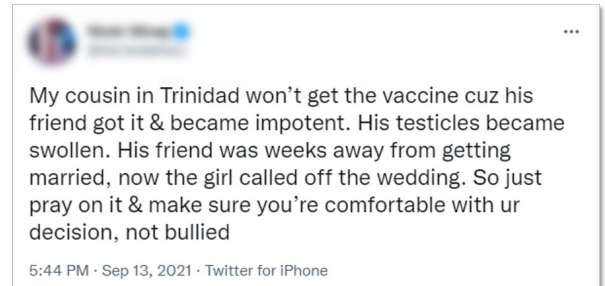 My cousin in Trinidad won’t get the vaccine cuz his
friend got it & became impotent. His testicles became
swollen. His friend was weeks away from getting
married, now the girl called off the wedding. So just
pray on it & make sure you’re comfortable with ur
decision, not bullied
5:44 PM · Sep 13, 2021 · Twitter for iPhone